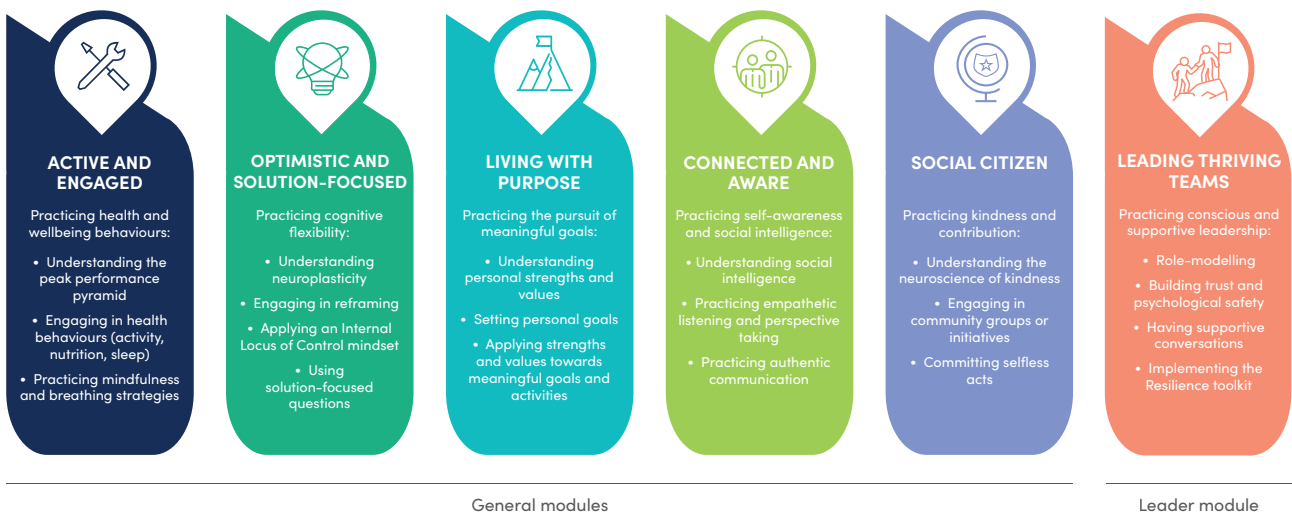 ACTIVE AND
ENGAGED
Practicing health and
wellbeing behaviours:
• Understanding the
peak performance
pyramid
• Engaging in health
behaviours (activity,
nutrition, sleep)
• Practicing mindfulness
and breathing strategies
OPTIMISTIC AND
SOLUTION-FOCUSED
Practicing cognitive
flexibility:
• Understanding
neuroplasticity
• Engaging in reframing
• Applying an Internal
Locus of Control mindset
• Using
solution-focused
questions
LIVING WITH
PURPOSE
Practicing the pursuit of
meaningful goals:
• Understanding
personal strengths and
values
• Setting personal goals
• Applying strengths
and values towards
meaningful goals and
activities
CONNECTED AND
AWARE
Practicing self-awareness
and social intelligence:
• Understanding social
intelligence
• Practicing empathetic
listening and perspective
taking
• Practicing authentic
communication
SOCIAL CITIZEN
Practicing kindness and
contribution:
• Understanding the
neuroscience of kindness
• Engaging in
community groups or
initiatives
• Committing selfless
acts
LEADING THRIVING
TEAMS
Practicing conscious and
supportive leadership:
• Role-modelling
• Building trust and
psychological safety
• Having supportive
conversations
• Implementing the
Resilience toolkit
General modules
Leader module